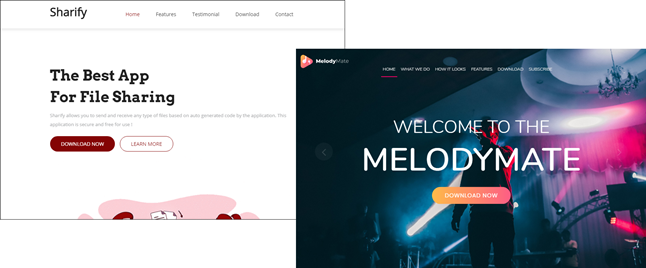 Sharify
Home Features Testimonial Download Contact
The Best App
For File Sharing
Sharify allows you to send and receive any type of files based on auto generated code by the application. This
application is secure and free for use !
DOWNLOAD NOW LEARN MORE
MelodyMate
HOME WHAT WE DO HOW IT LOOKS FEATURES DOWNLOAD SUBSCRIBE
WELCOME TO THE
MELODYMATE
DOWNLOAD NOW